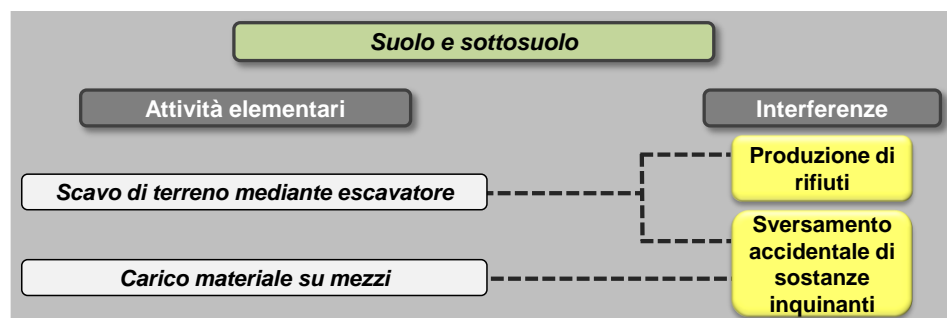 Suolo e sottosuolo
Attività elementari
Interferenze
Produzione di
rifiuti
Scavo di terreno mediante escavatore
Sversamento
accidentale di
sostanze
inquinanti
Carico materiale su mezzi